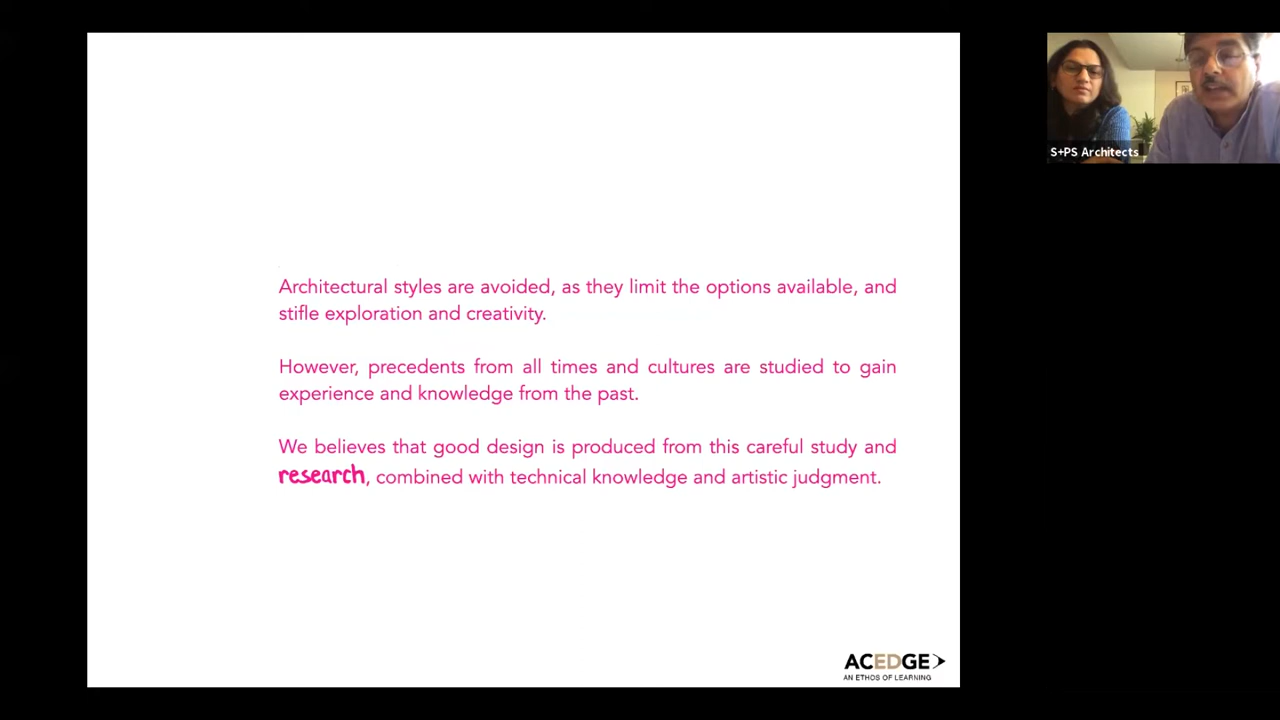 S+PS Architects
Architectural styles are avoided, as they limit the options available, and
stifle exploration and creativity.
However, precedents from all times and cultures are studied to gain
experience and knowledge from the past.
We believes that good design is produced from this careful study and
research, combined with technical knowledge and artistic judgment.
ACEDGE
AN ETHOS OF LEARNING